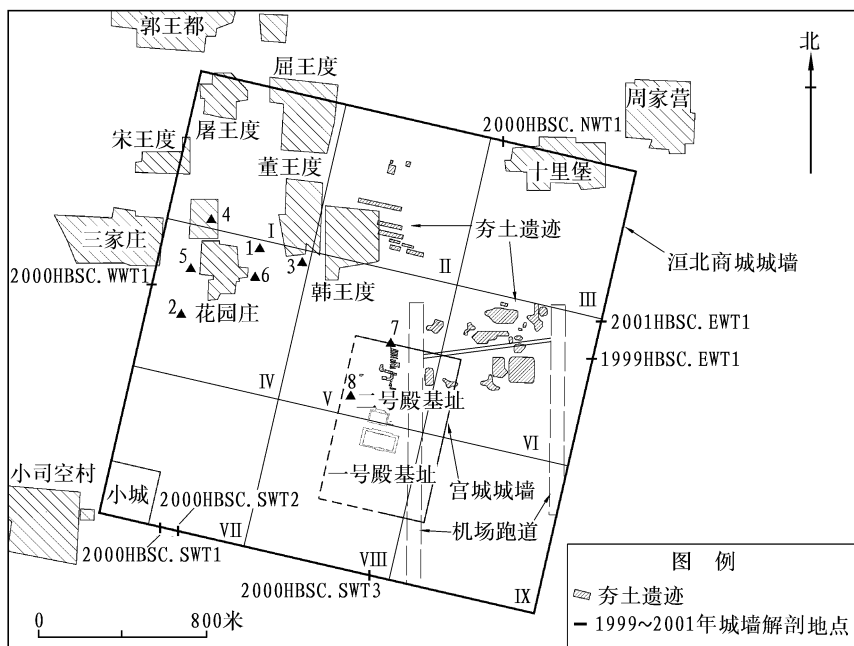 郭王都
北
屈王度
周家营
屠王度
2000HBSC.NWT1
宋王度
十里堡
董王度
4
I
夯土遗迹
三家庄
1
洹北商城城墙
5
3
II
2000HBSC.WWT1
6
韩王度
III
2
花园庄
2001HBSC.EWT1
7
1999HBSC.EWT1
IV
8
二号殿基址
V
VI
一号殿基址
宫城城墙
小司空村
小城
2000HBSC.SWT2
机场跑道
VII
2000HBSC.SWT1
VIII
图 例
2000HBSC.SWT3
IX
夯土遗迹
0 800米
1999~2001年城墙解剖地点